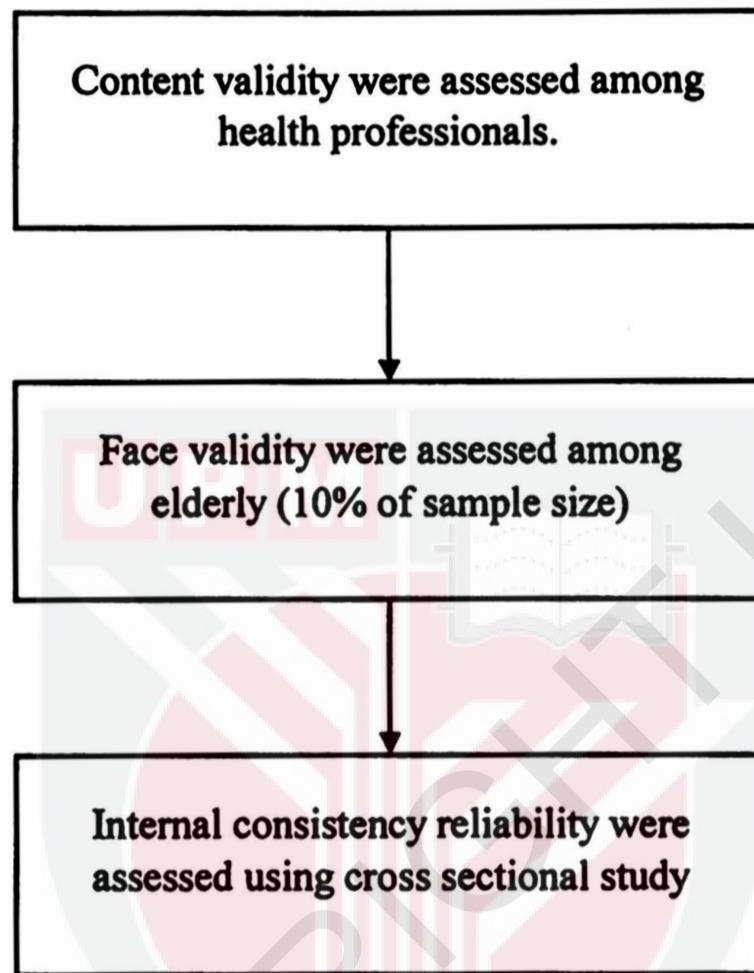 Content validity were assessed among
health professionals.
Face validity were assessed among
UPM
elderly (10% of sample size)
Internal consistency reliability were
assessed using cross sectional study